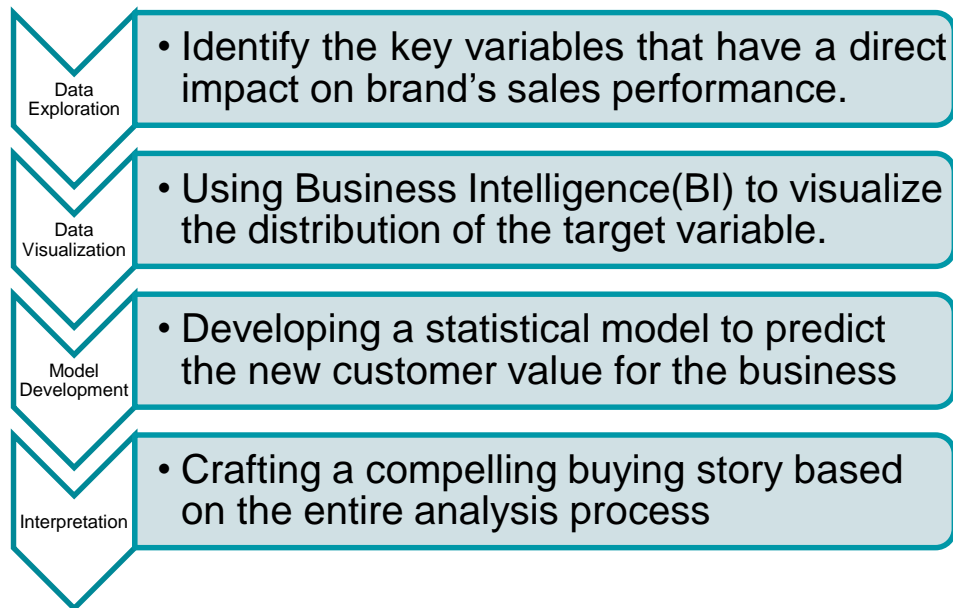 Data
Exploration
• Identify the key variables that have a direct
impact on brand’s sales performance.
Data
Visualization
• Using Business Intelligence(BI) to visualize
the distribution of the target variable.
Model
Development
• Developing a statistical model to predict
the new customer value for the business
Interpretation
• Crafting a compelling buying story based
on the entire analysis process